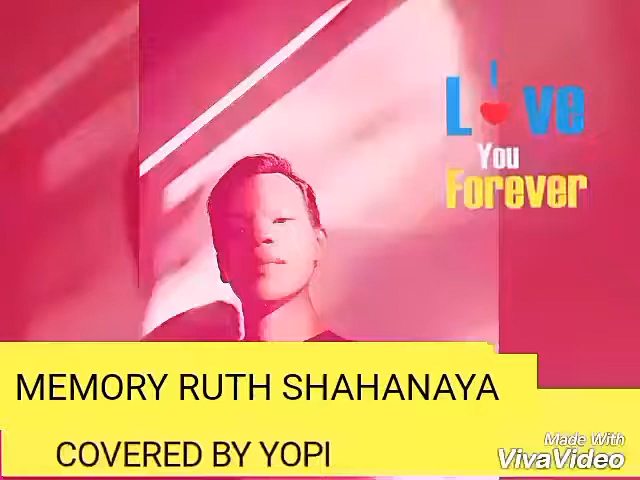 Love
You
Forever
MEMORY RUTH SHAHANAYA
COVERED BY YOPI
Made With
VivaVideo